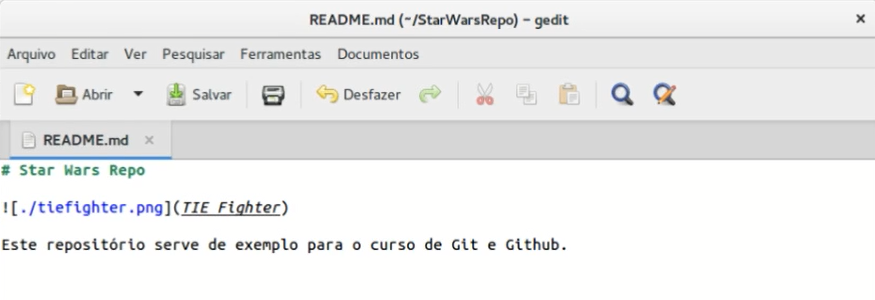 README.md (~/StarWarsRepo) – gedit ×
Arquivo Editar Ver Pesquisar Ferramentas Documentos
Abrir Salvar Desfazer
README.md ×
# Star Wars Repo
![./tiefighter.png](TIE Fighter)
Este repositório serve de exemplo para o curso de Git e Github.